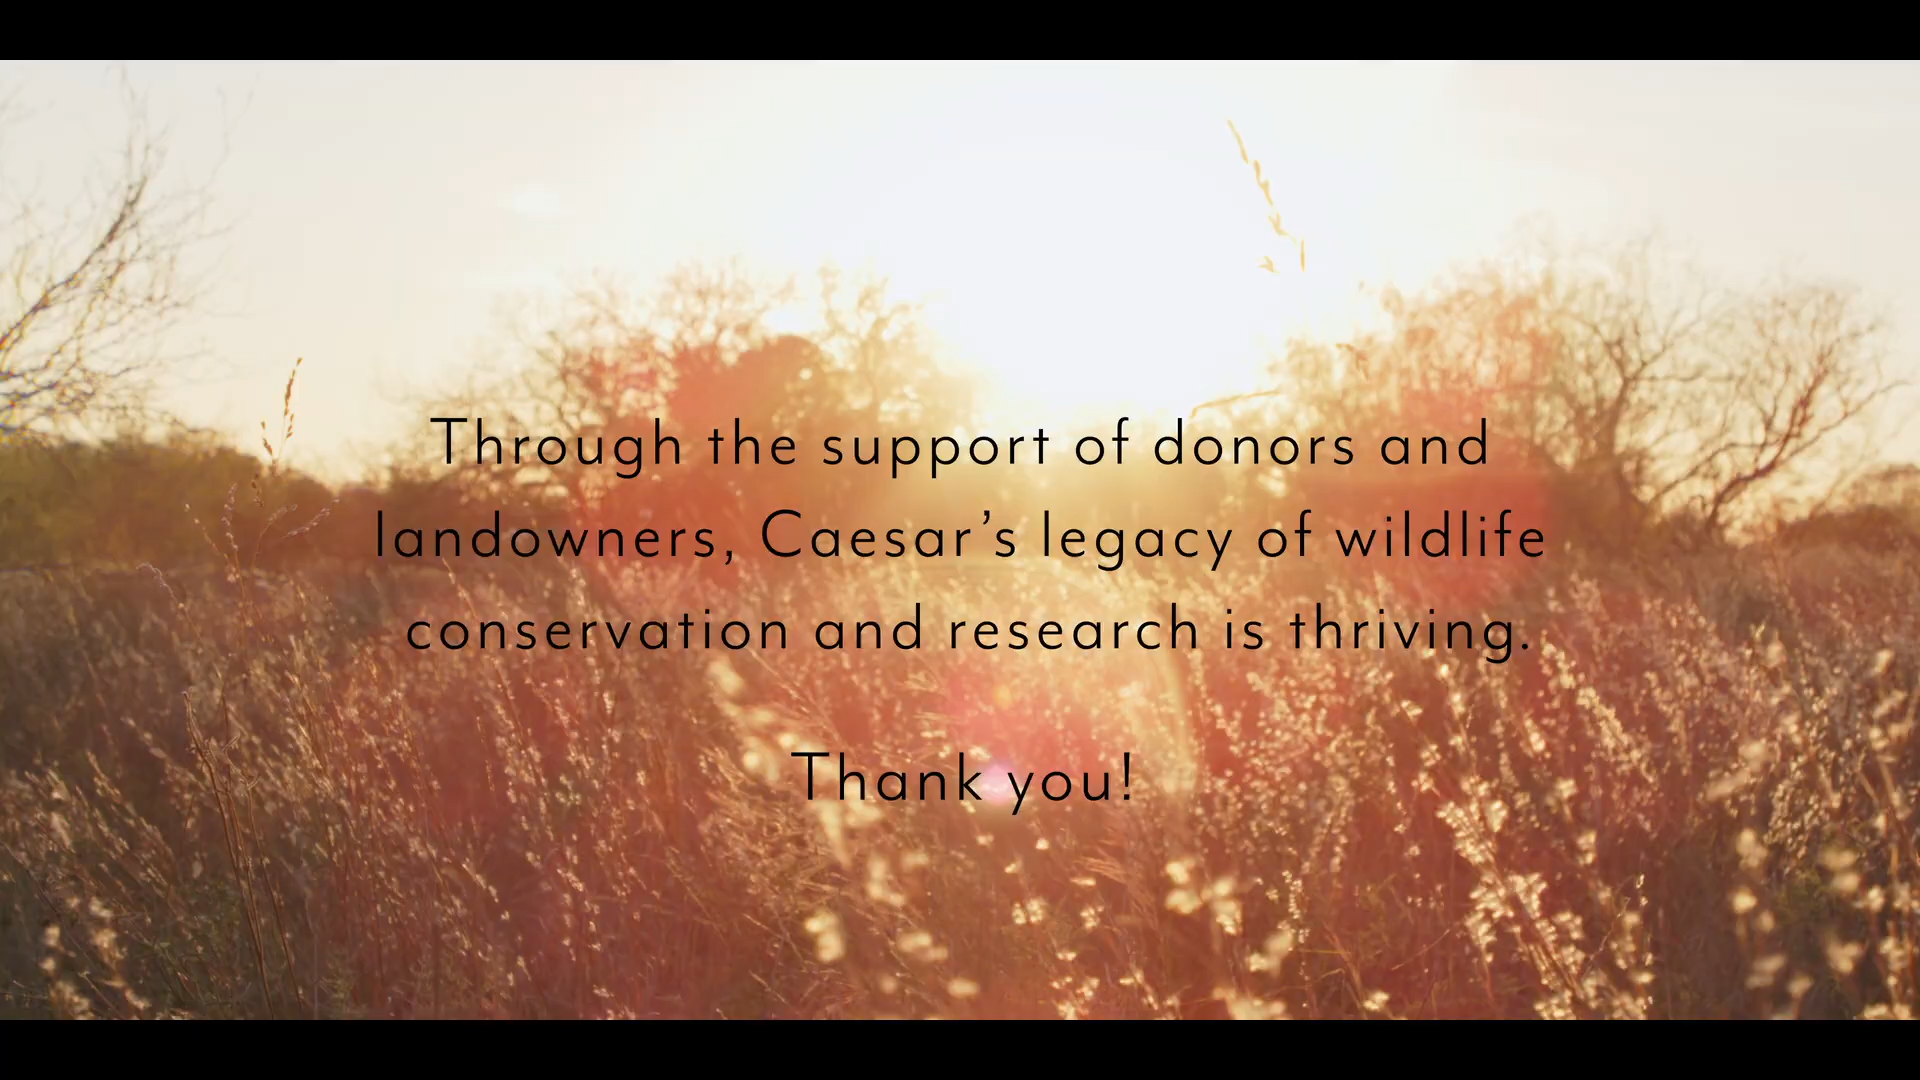 Through the support of donors and
landowners, Caesar’s legacy of wildlife
conservation and research is thriving.
Thank you!